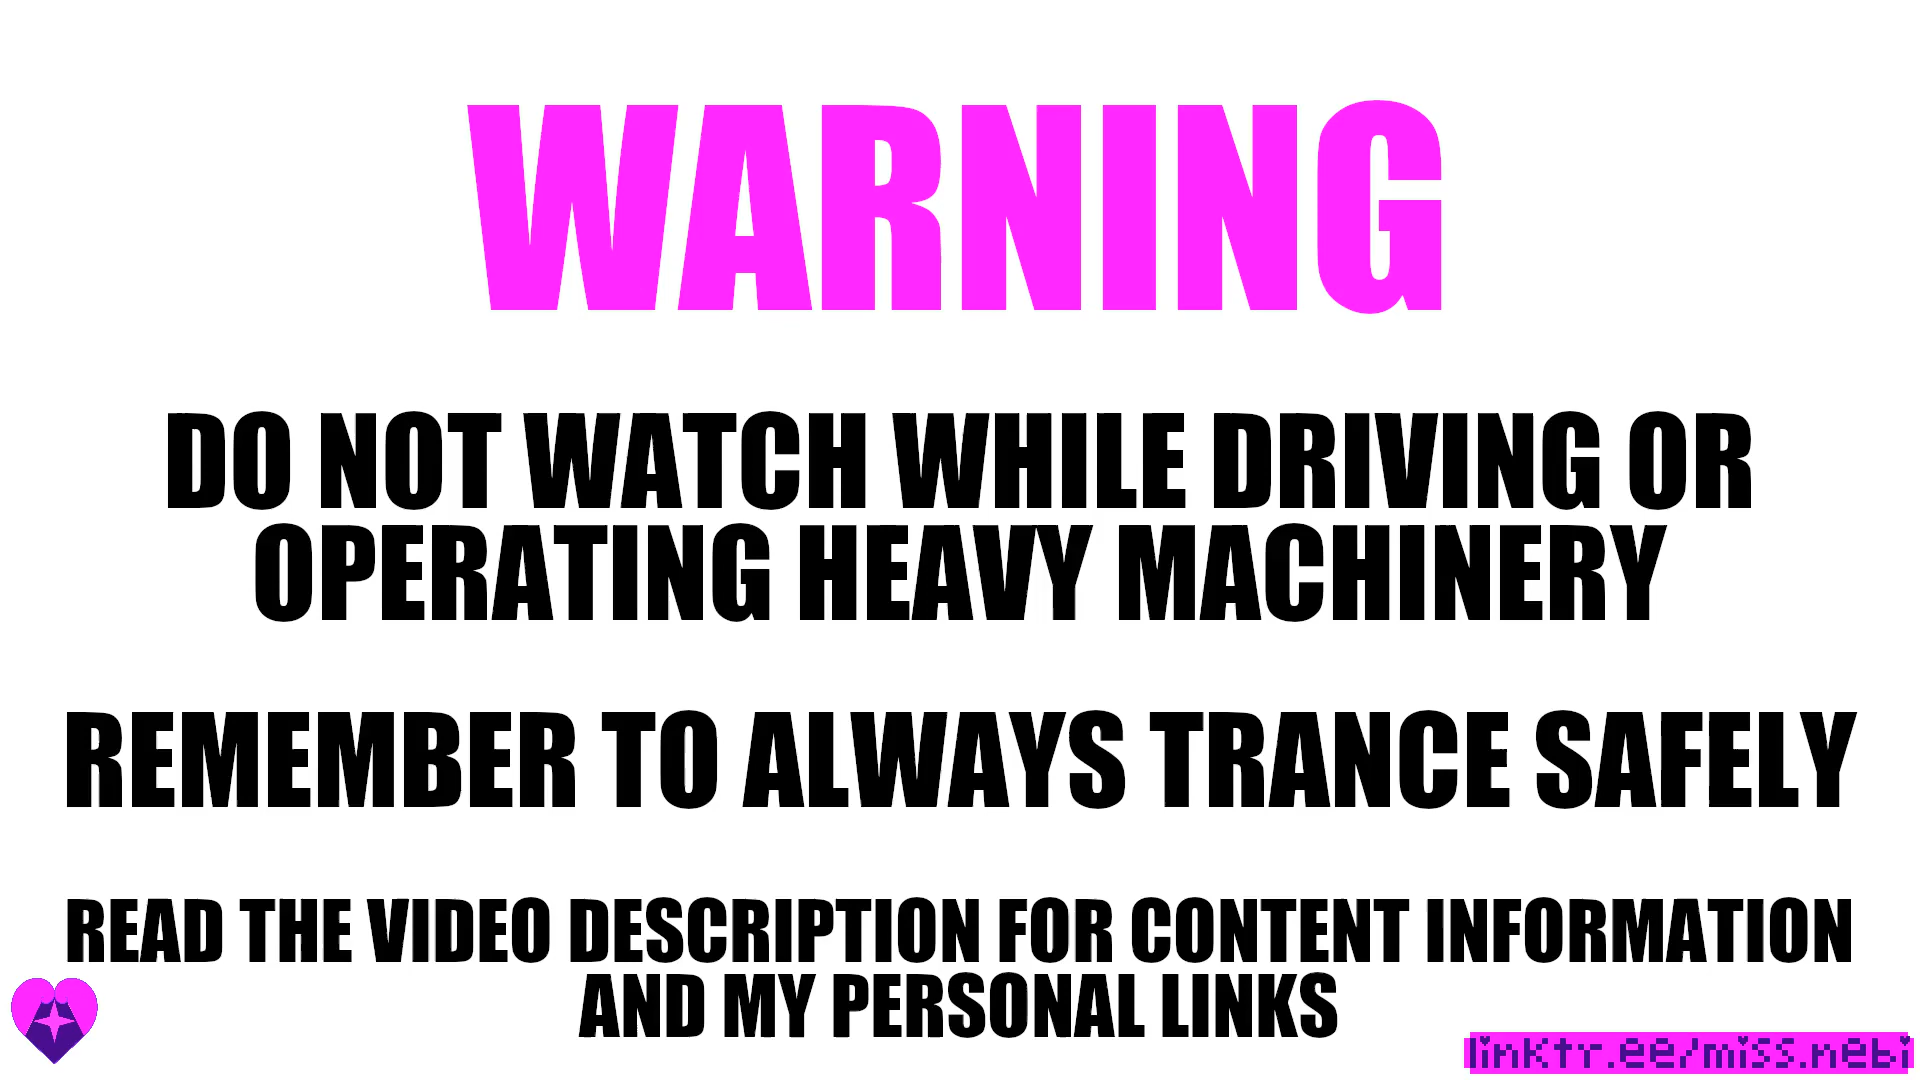 WARNING
DO NOT WATCH WHILE DRIVING OR
OPERATING HEAVY MACHINERY
REMEMBER TO ALWAYS TRANCE SAFELY
READ THE VIDEO DESCRIPTION FOR CONTENT INFORMATION
AND MY PERSONAL LINKS
linktr.ee/miss.nebi